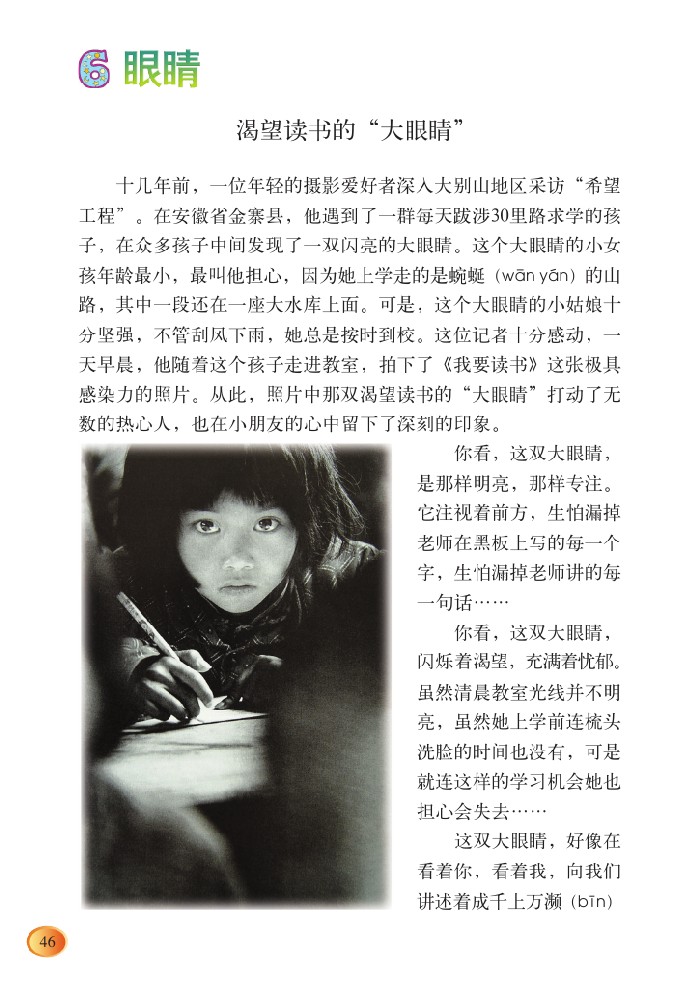 6 眼睛
渴望读书的“大眼睛”
十几年前，一位年轻的摄影爱好者深入大别山地区采访“希望
工程”。在安徽省金寨县，他遇到了一群每天跋涉30里路求学的孩
子，在众多孩子中间发现了一双闪亮的大眼睛。这个大眼睛的小女
孩年龄最小，最叫他担心，因为她上学走的是蜿蜒（wān yán）的山
路，其中一段还在一座大水库上面。可是，这个大眼睛的小姑娘十
分坚强，不管刮风下雨，她总是按时到校。这位记者十分感动，一
天早晨，他随着这个孩子走进教室，拍下了《我要读书》这张极具
感染力的照片。从此，照片中那双渴望读书的“大眼睛”打动了无
数的热心人，也在小朋友的心中留下了深刻的印象。
你看，这双大眼睛，
是那样明亮，那样专注。
它注视着前方，生怕漏掉
老师在黑板上写的每一个
字，生怕漏掉老师讲的每
一句话……
你看，这双大眼睛，
闪烁着渴望，充满着忧郁。
虽然清晨教室光线并不明
亮，虽然她上学前连梳头
洗脸的时间也没有，可是
就连这样的学习机会她也
担心会失去……
这双大眼睛，好像在
看着你，看着我，向我们
讲述着成千上万濒（bīn）
46